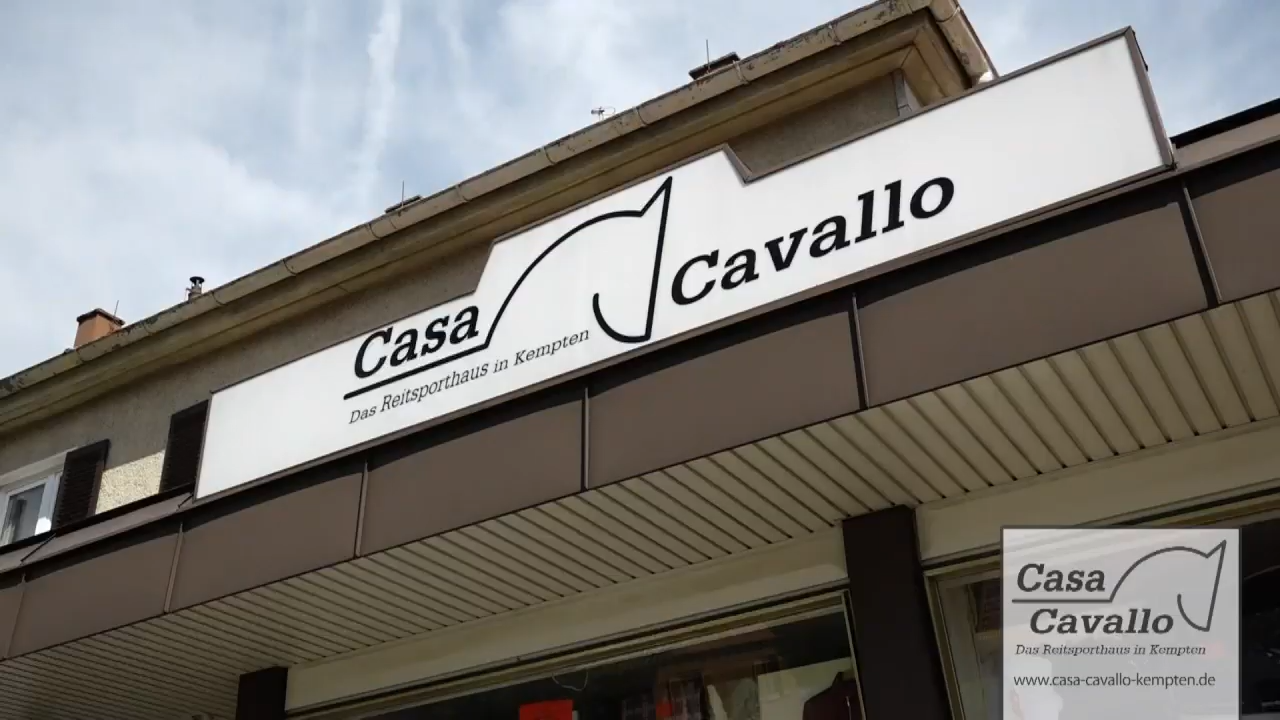 Casa Cavallo
Das Reitsporthaus in Kempten
Casa
Cavallo
Das Reitsporthaus in Kempten
www.casa-cavallo-kempten.de